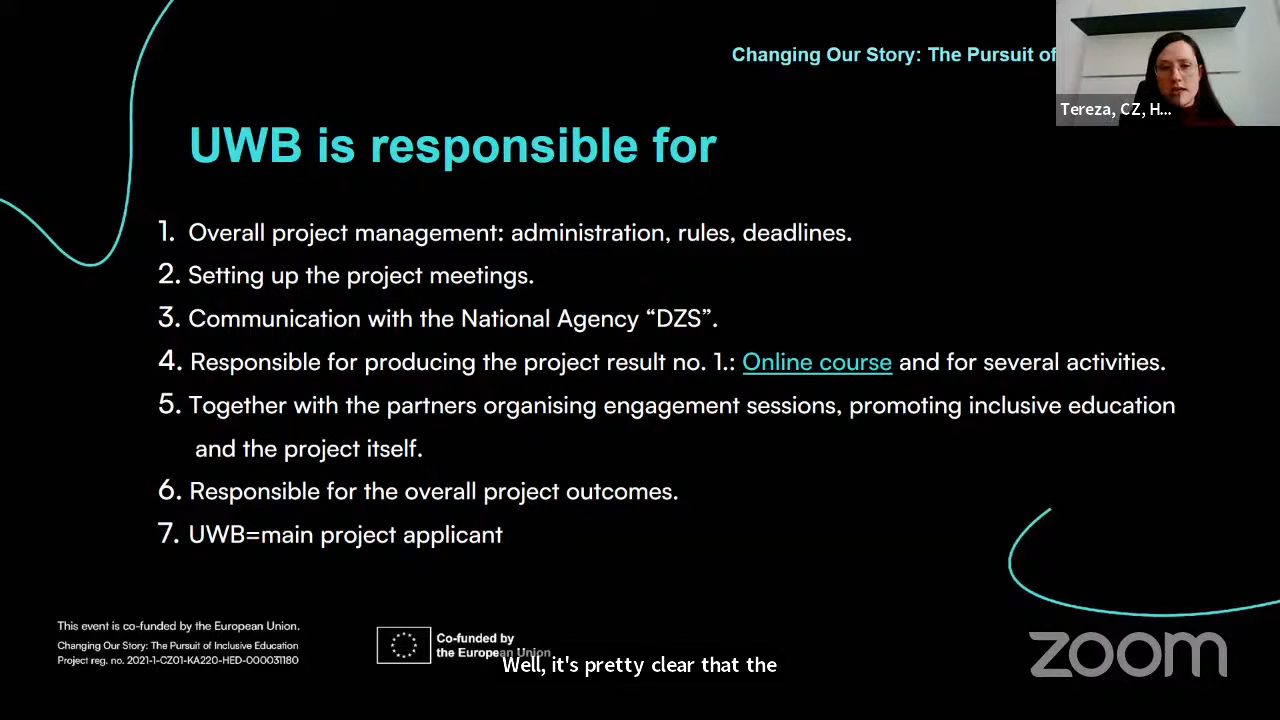 Changing Our Story: The Pursuit of
Tereza, CZ, H...
UWB is responsible for
1. Overall project management: administration, rules, deadlines.
2. Setting up the project meetings.
3. Communication with the National Agency “DZS”.
4. Responsible for producing the project result no. 1.: Online course and for several activities.
5. Together with the partners organising engagement sessions, promoting inclusive education
and the project itself.
6. Responsible for the overall project outcomes.
7. UWB=main project applicant
This event is co-funded by the European Union.
Changing Our Story: The Pursuit of Inclusive Education
Project reg. no. 2021-1-CZ01-KA220-HED-000031180
Co-funded by
the European Union
Well, it's pretty clear that the
zoom